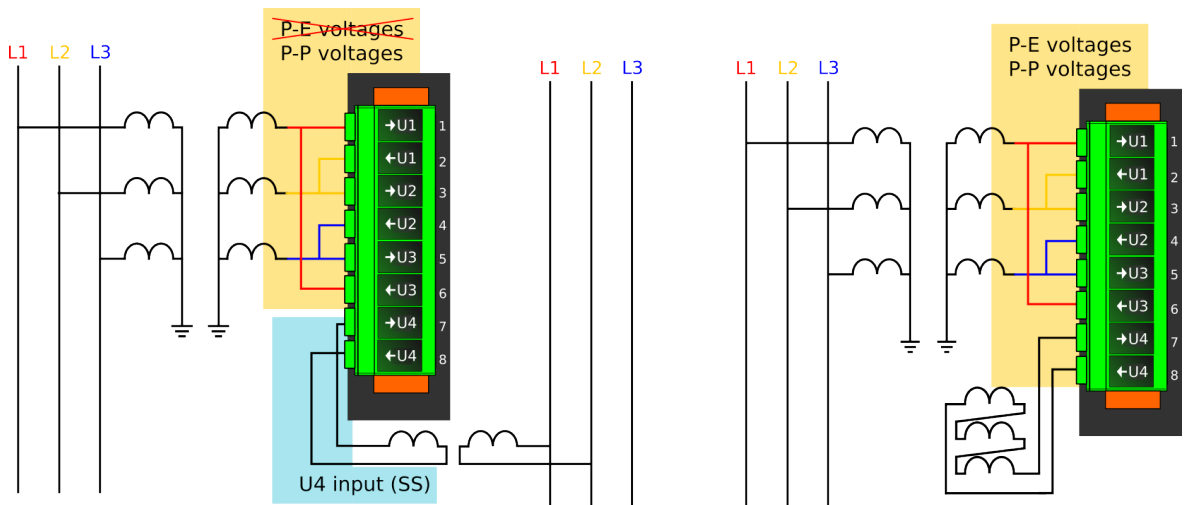 P-E voltages
P-P voltages
L1 L2 L3
→U1 1
←U1 2
→U2 3
←U2 4
→U3 5
←U3 6
→U4 7
←U4 8
U4 input (SS)
L1 L2 L3
L1 L2 L3
P-E voltages
P-P voltages
→U1 1
←U1 2
→U2 3
←U2 4
→U3 5
←U3 6
→U4 7
←U4 8